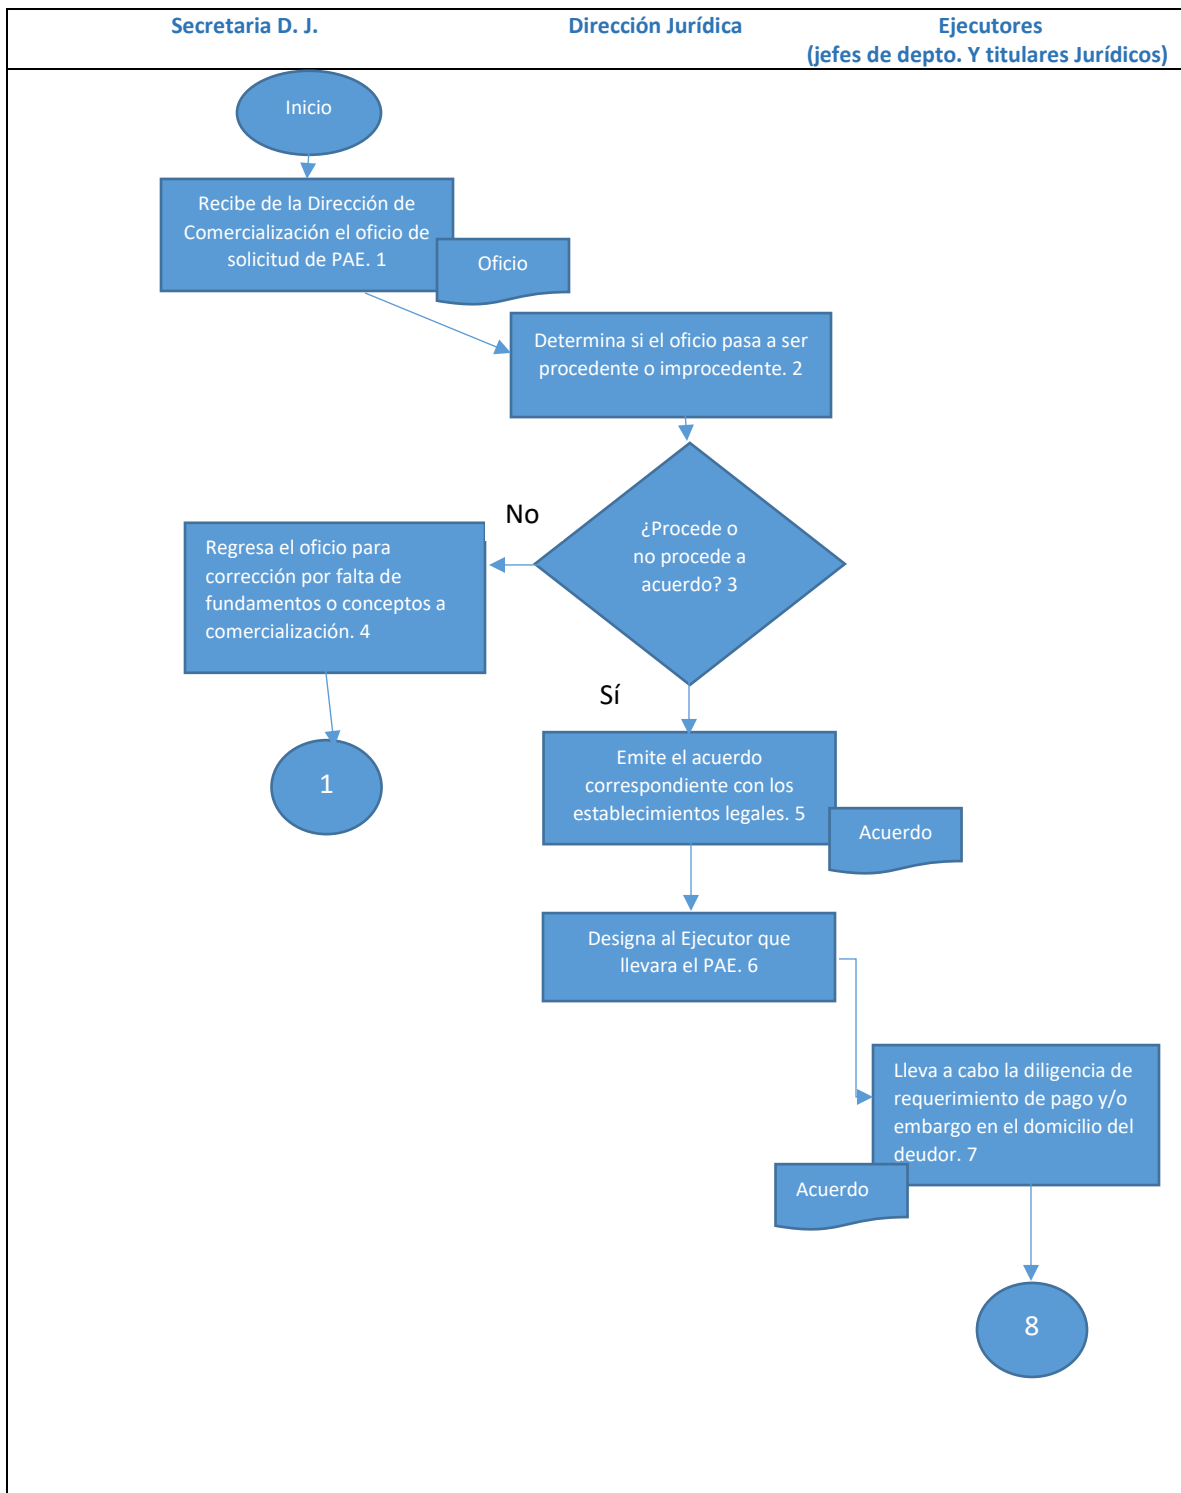 Secretaria D. J.
Dirección Jurídica
Ejecutores
(jefes de depto. Y titulares Jurídicos)
Inicio
Recibe de la Dirección de
Comercialización el oficio de
solicitud de PAE. 1
Oficio
Determina si el oficio pasa a ser
procedente o improcedente. 2
¿Procede o
no procede a
acuerdo? 3
No
Regresa el oficio para
corrección por falta de
fundamentos o conceptos a
comercialización. 4
1
Sí
Emite el acuerdo
correspondiente con los
establecimientos legales. 5
Acuerdo
Designa al Ejecutor que
llevara el PAE. 6
Lleva a cabo la diligencia de
requerimiento de pago y/o
embargo en el domicilio del
deudor. 7
Acuerdo
8